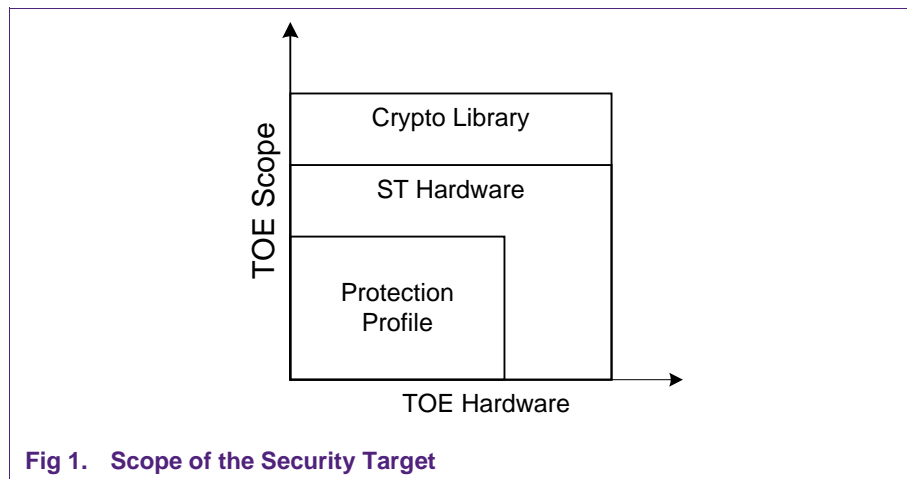 Crypto Library
ST Hardware
Protection
Profile
TOE Scope
TOE Hardware
Fig 1. Scope of the Security Target